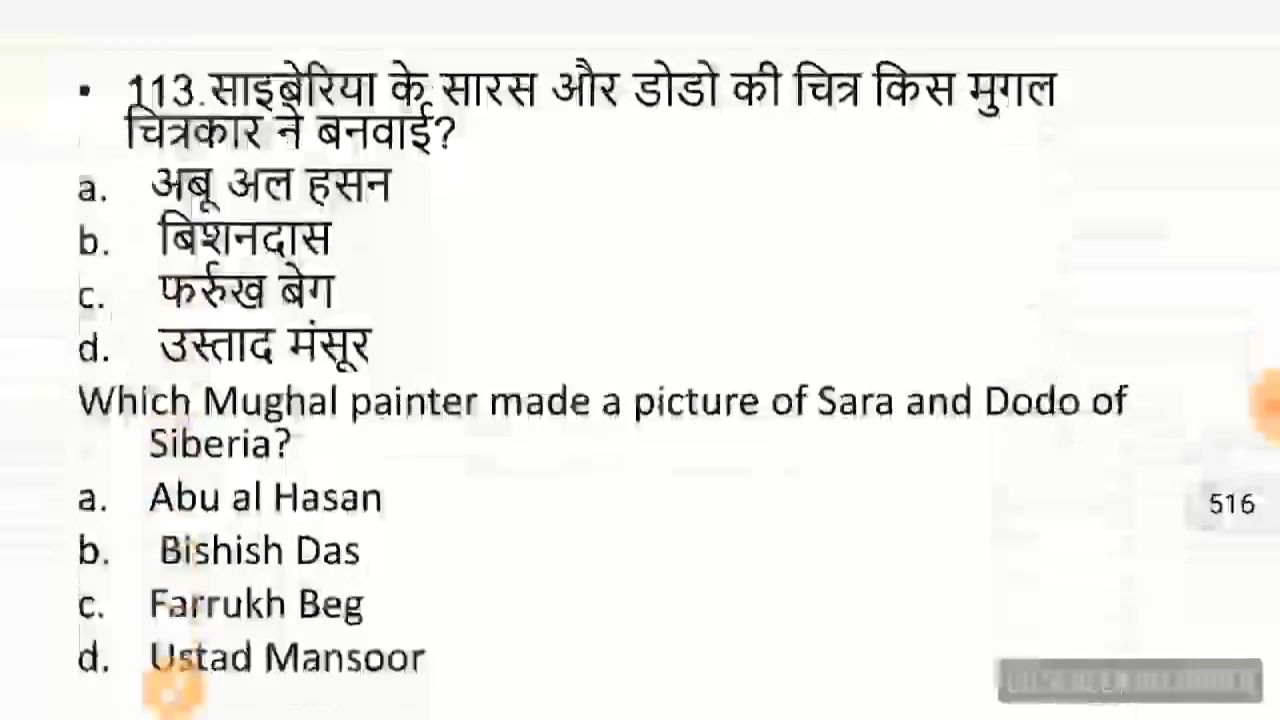 • 113.साइबेरिया के सारस और डोडो की चित्र किस मुगल
चित्रकार ने बनवाई?
a. अबू अल हसन
b. बिशनदास
c. फर्रुख बेग
d. उस्ताद मंसूर
Which Mughal painter made a picture of Sara and Dodo of
Siberia?
a. Abu al Hasan
b. Bishish Das
c. Farrukh Beg
d. Ustad Mansoor
516